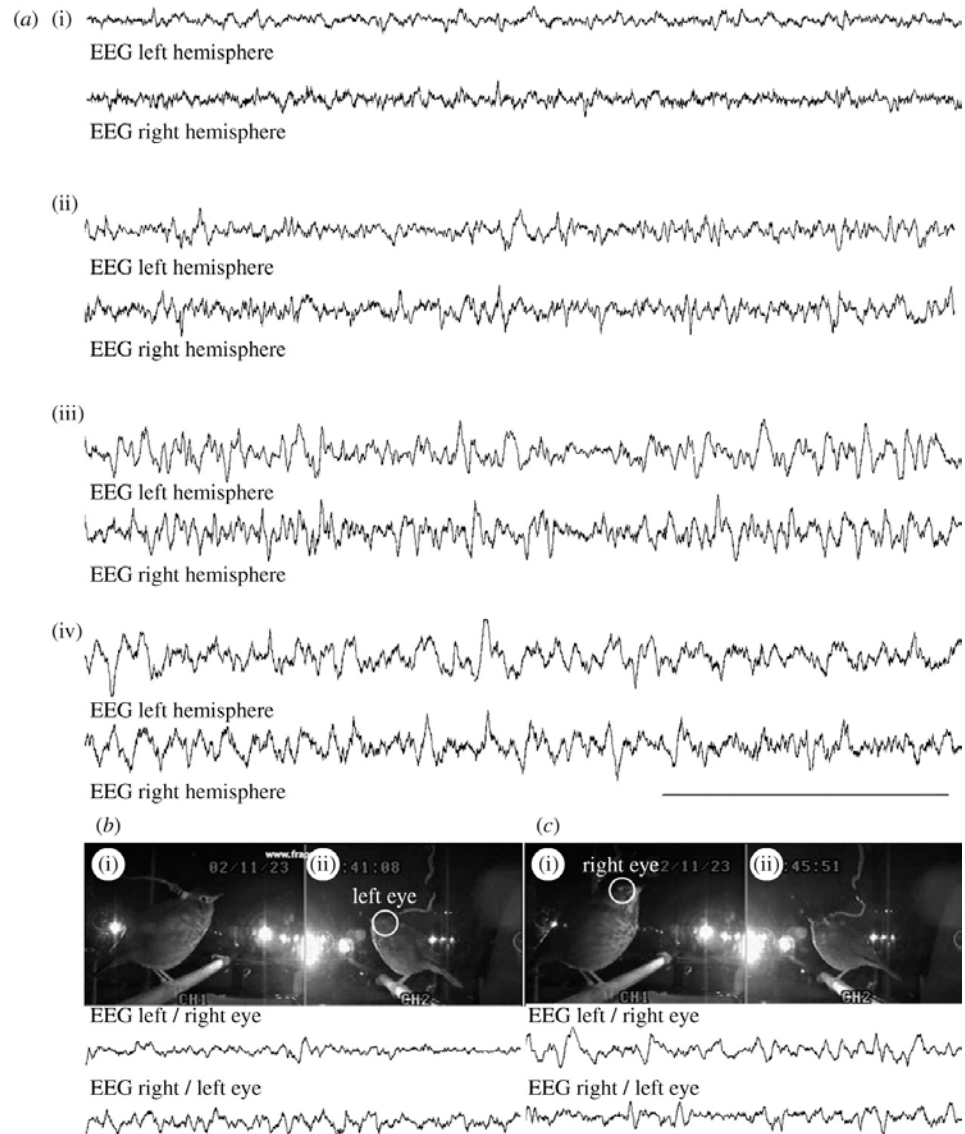 (a) (i)
EEG left hemisphere
EEG right hemisphere
(ii)
EEG left hemisphere
EEG right hemisphere
(iii)
EEG left hemisphere
EEG right hemisphere
(iv)
EEG left hemisphere
EEG right hemisphere
(b) (c)
(i) www.frap (ii) (i) right eye (ii)
02/11/23 :41:08 02/11/23 :45:51
left eye
CH1 CH2 CH1 CH2
EEG left / right eye EEG left / right eye
EEG right / left eye EEG right / left eye